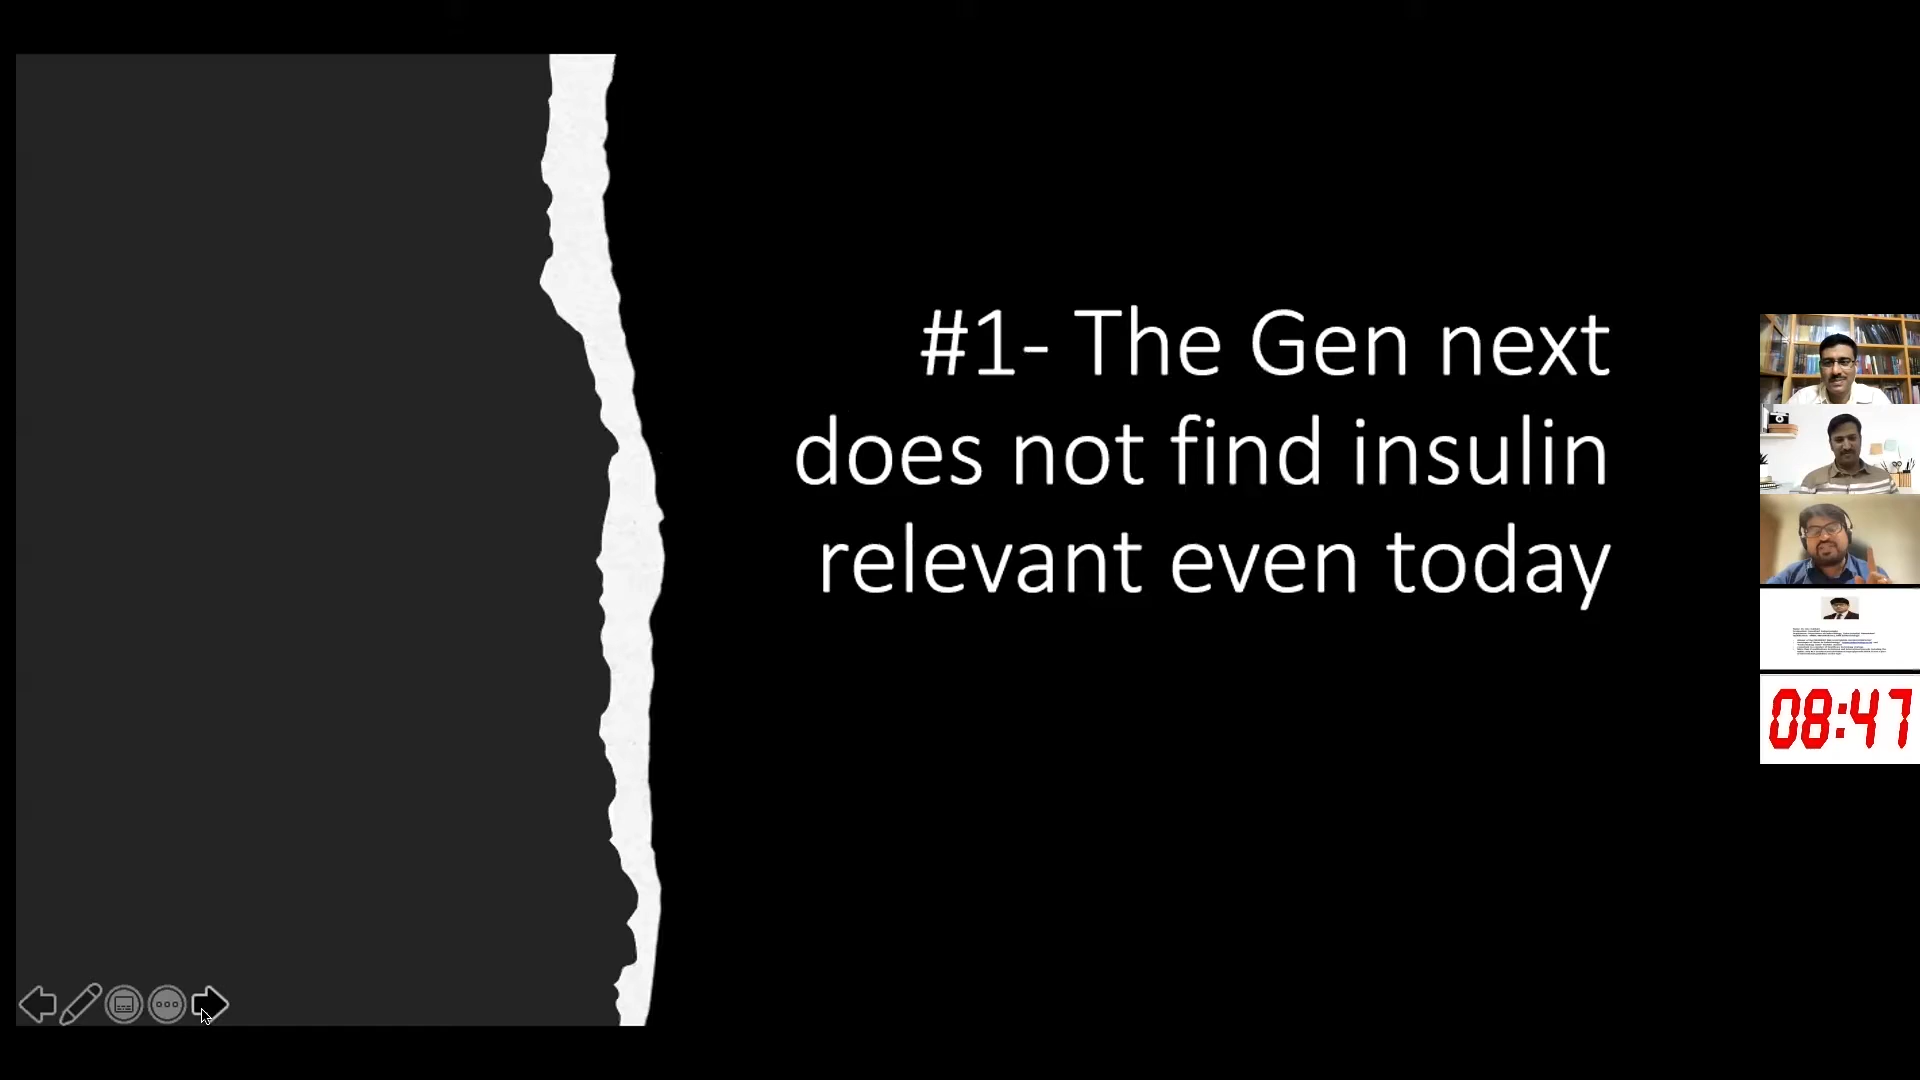 #1- The Gen next
does not find insulin
relevant even today
08:47